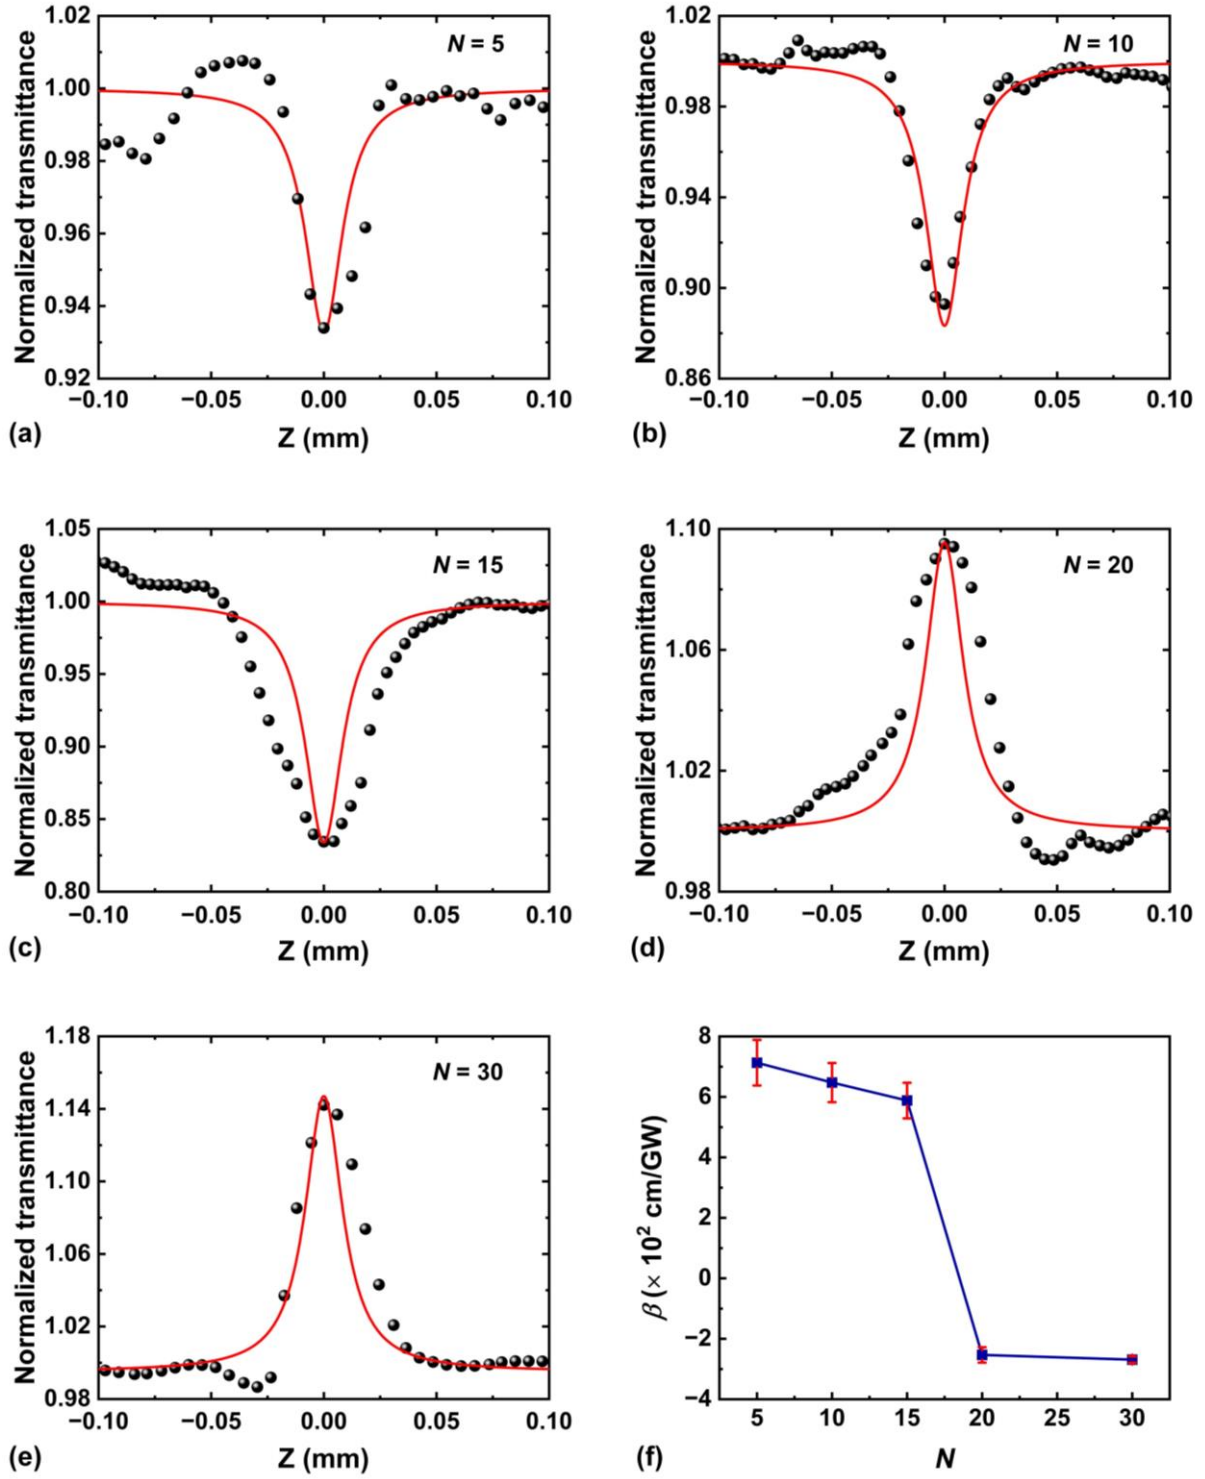 1.02
1.00
0.98
0.96
0.94
0.92
Normalized transmittance
N = 5
−0.10 −0.05 0.00 0.05 0.10
Z (mm)
(a)
1.02
0.98
0.94
0.90
0.86
Normalized transmittance
N = 10
−0.10 −0.05 0.00 0.05 0.10
Z (mm)
(b)
1.05
1.00
0.95
0.90
0.85
0.80
Normalized transmittance
N = 15
−0.10 −0.05 0.00 0.05 0.10
Z (mm)
(c)
1.10
1.06
1.02
0.98
Normalized transmittance
N = 20
−0.10 −0.05 0.00 0.05 0.10
Z (mm)
(d)
1.18
1.14
1.10
1.06
1.02
0.98
Normalized transmittance
N = 30
−0.10 −0.05 0.00 0.05 0.10
Z (mm)
(e)
8
6
4
2
0
−2
−4
β (× 10² cm/GW)
5 10 15 20 25 30
N
(f)